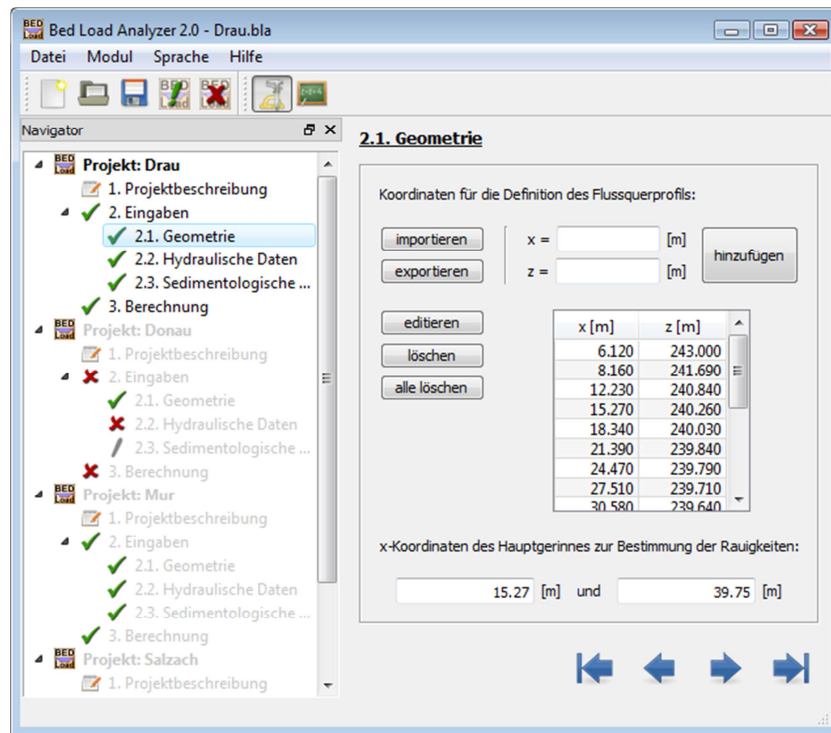 Bed Load Analyzer 2.0 - Drau.bla
Datei Modul Sprache Hilfe
Navigator
Projekt: Drau
1. Projektbeschreibung
2. Eingaben
2.1. Geometrie
2.2. Hydraulische Daten
2.3. Sedimentologische ...
3. Berechnung
Projekt: Donau
1. Projektbeschreibung
2. Eingaben
2.1. Geometrie
2.2. Hydraulische Daten
2.3. Sedimentologische ...
3. Berechnung
Projekt: Mur
1. Projektbeschreibung
2. Eingaben
2.1. Geometrie
2.2. Hydraulische Daten
2.3. Sedimentologische ...
3. Berechnung
Projekt: Salzach
1. Projektbeschreibung
2.1. Geometrie
Koordinaten für die Definition des Flussquerprofils:
importieren x = [m] hinzufügen
exportieren z = [m]
editieren
löschen
alle löschen
x [m] z [m]
6.120 243.000
8.160 241.690
12.230 240.840
15.270 240.260
18.340 240.030
21.390 239.840
24.470 239.790
27.510 239.710
30.580 239.640
x-Koordinaten des Hauptgerinnes zur Bestimmung der Rauigkeiten:
15.27 [m] und 39.75 [m]